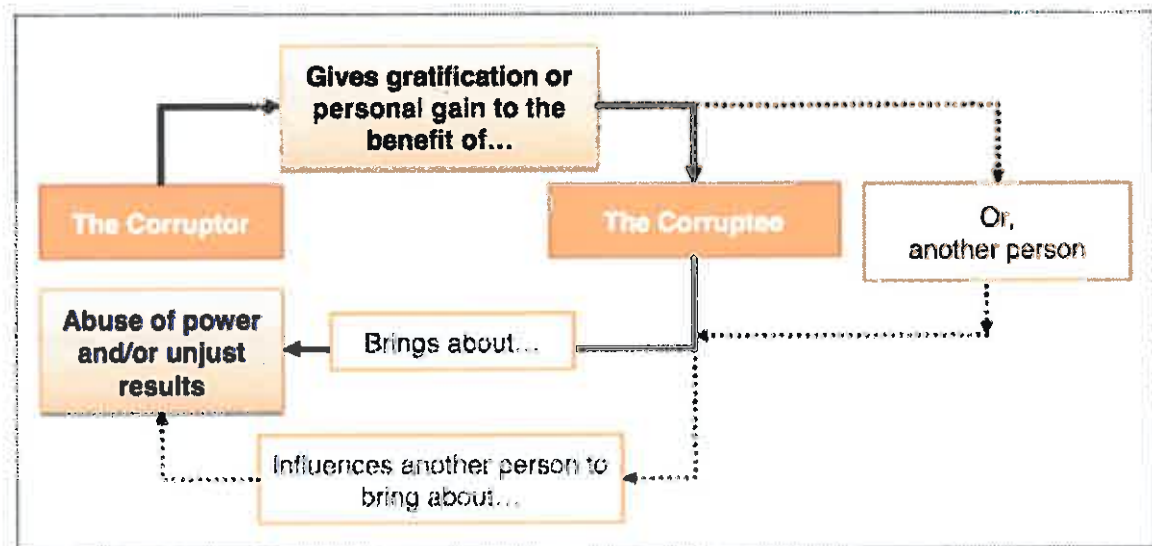 Gives gratification or
personal gain to the
benefit of...
The Corruptor
The Corruptee
Or,
another person
Abuse of power
and/or unjust
results
Brings about...
Influences another person to
bring about...